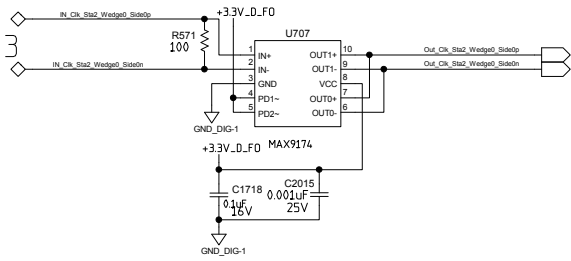 IN_Clk_Sta2_Wedge0_Side0p
+3.3V_D_FO
R571
100
IN_Clk_Sta2_Wedge0_Side0n
U707
1 IN+ OUT1+ 10
2 IN- OUT1- 9
3 GND VCC 8
4 PD1~ OUT0+ 7
5 PD2~ OUT0- 6
Out_Clk_Sta2_Wedge0_Side0p
Out_Clk_Sta2_Wedge0_Side0n
GND_DIG-1
MAX9174
+3.3V_D_FO
C1718
0.1uF
16V
C2015
0.001uF
25V
GND_DIG-1